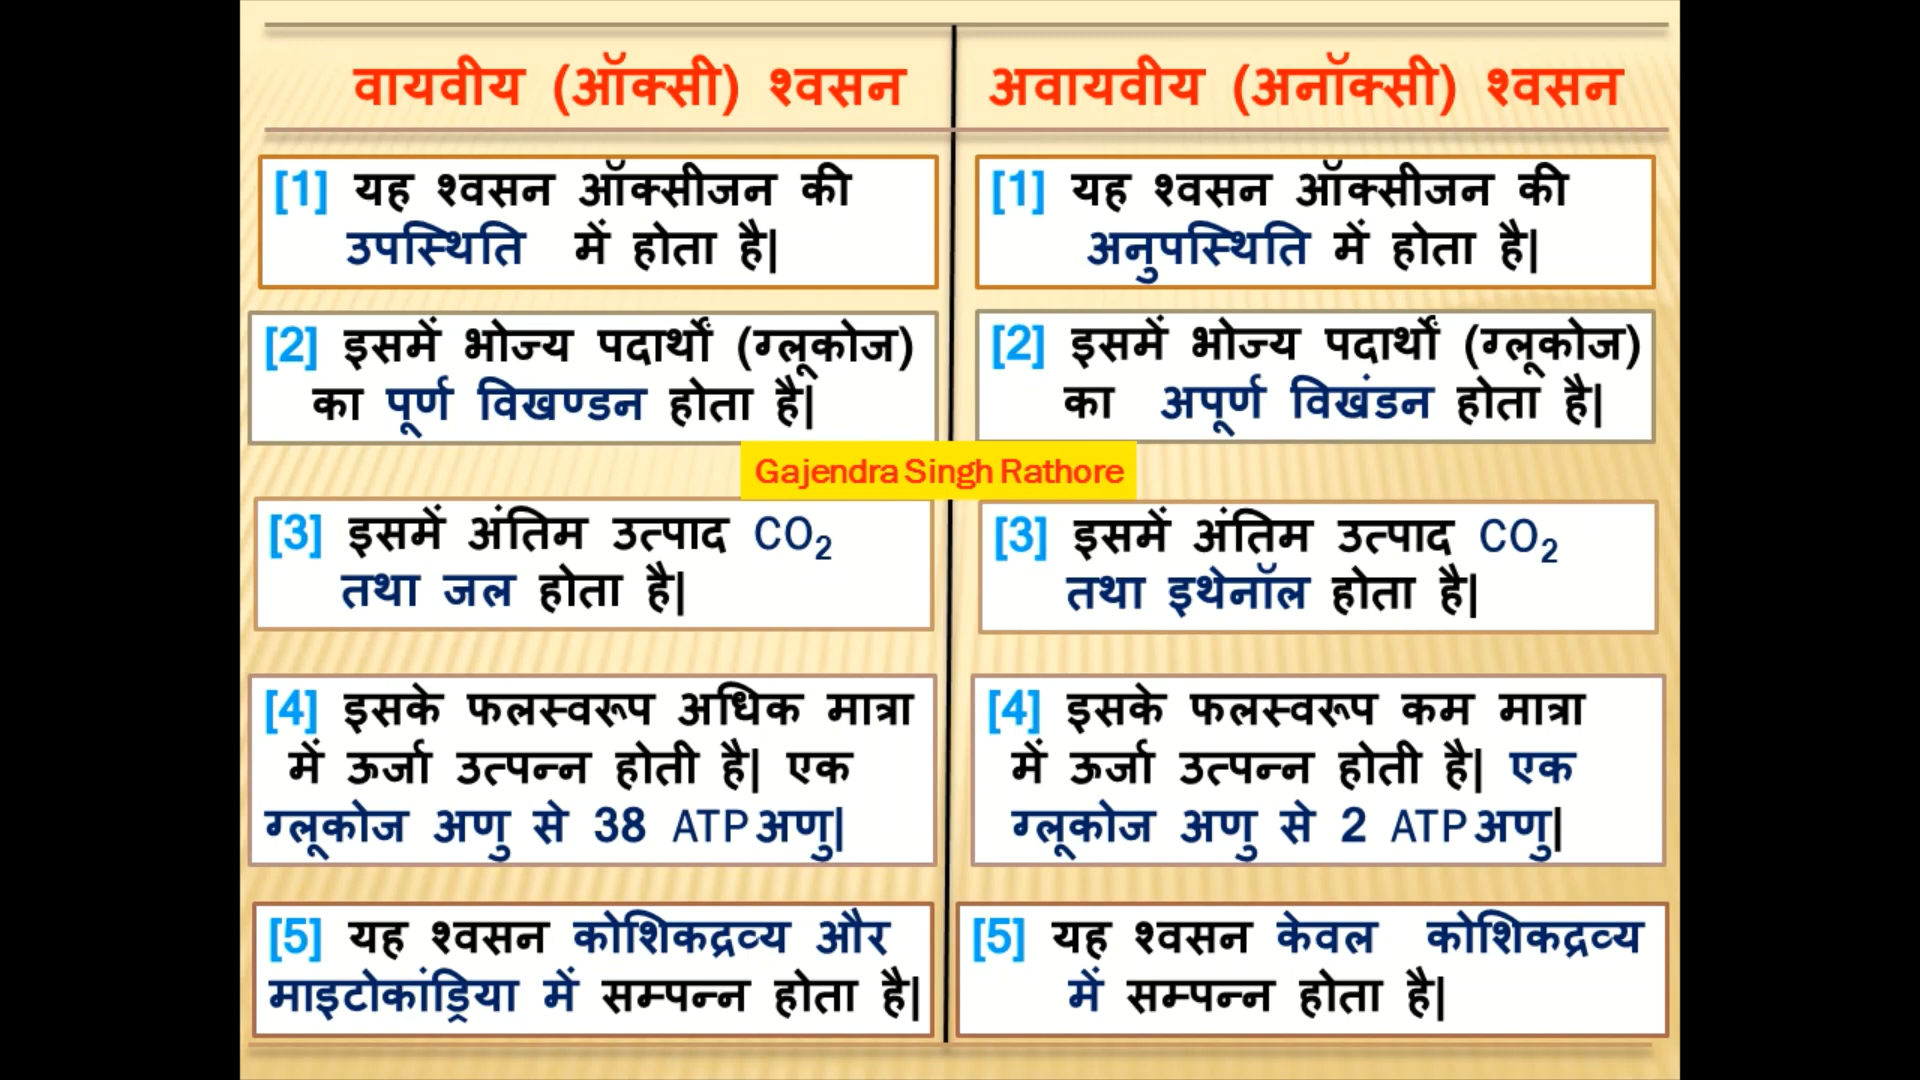 वायवीय (ऑक्सी) श्वसन
[1] यह श्वसन ऑक्सीजन की
उपस्थिति में होता है|
[2] इसमें भोज्य पदार्थों (ग्लूकोज)
का पूर्ण विखण्डन होता है|
[3] इसमें अंतिम उत्पाद CO₂
तथा जल होता है|
[4] इसके फलस्वरूप अधिक मात्रा
में ऊर्जा उत्पन्न होती है| एक
ग्लूकोज अणु से 38 ATP अणु|
[5] यह श्वसन कोशिकद्रव्य और
माइटोकांड्रिया में सम्पन्न होता है|
अवायवीय (अनॉक्सी) श्वसन
[1] यह श्वसन ऑक्सीजन की
अनुपस्थिति में होता है|
[2] इसमें भोज्य पदार्थों (ग्लूकोज)
का अपूर्ण विखंडन होता है|
[3] इसमें अंतिम उत्पाद CO₂
तथा इथेनॉल होता है|
[4] इसके फलस्वरूप कम मात्रा
में ऊर्जा उत्पन्न होती है| एक
ग्लूकोज अणु से 2 ATP अणु|
[5] यह श्वसन केवल कोशिकद्रव्य
में सम्पन्न होता है|
Gajendra Singh Rathore